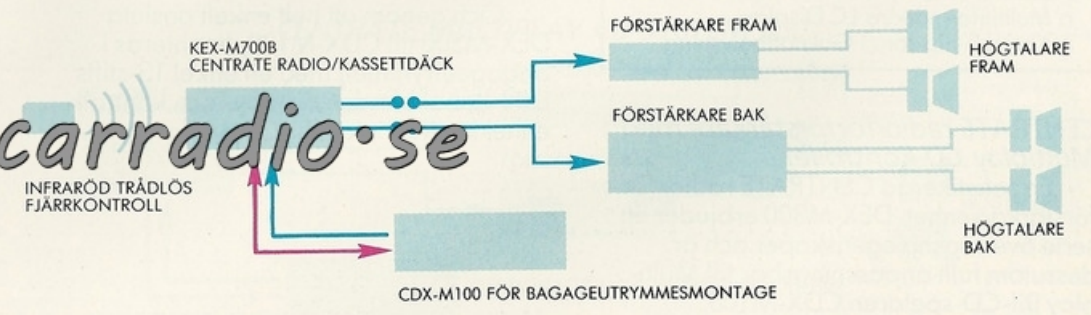 FÖRSTÄRKARE FRAM
HÖGTALARE
FRAM
KEX-M700B
CENTRATE RADIO/KASSETTDÄCK
FÖRSTÄRKARE BAK
carradio·se
INFRARÖD TRÅDLÖS
FJÄRRKONTROLL
HÖGTALARE
BAK
CDX-M100 FÖR BAGAGEUTRYMMESMONTAGE